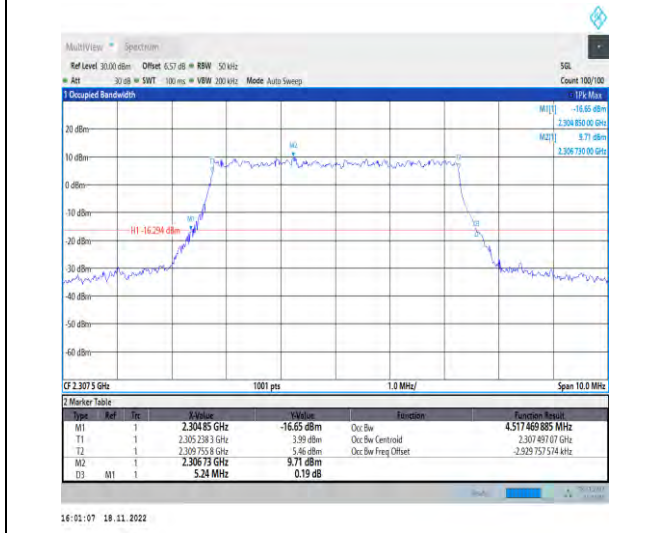 MultiView Spectrum
Ref Level 30.00 dBm Offset 6.57 dB RBW 50 kHz SGL
Att 30 dB SWT 100 ms VBW 200 kHz Mode Auto Sweep Count 100/100
1 Occupied Bandwidth 1Pk Max
M1[1] -16.65 dBm
2.304 850 00 GHz
M2[1] 9.71 dBm
2.306 730 00 GHz
20 dBm
M2
10 dBm
0 dBm
-10 dBm
M1
H1 -16.294 dBm
-20 dBm
-30 dBm
-40 dBm
-50 dBm
-60 dBm
CF 2.307 5 GHz 1001 pts 1.0 MHz/ Span 10.0 MHz
2 Marker Table
Type Ref Trc X-Value Y-Value Function Function Result
M1 1 2.304 85 GHz -16.65 dBm Occ Bw 4.517 469 885 MHz
T1 1 2.305 238 3 GHz 3.99 dBm Occ Bw Centroid 2.307 497 07 GHz
T2 1 2.309 755 8 GHz 5.46 dBm Occ Bw Freq Offset -2.929 757 574 kHz
M2 1 2.306 73 GHz 9.71 dBm
D3 M1 1 5.24 MHz 0.19 dB
16:01:07 18.11.2022